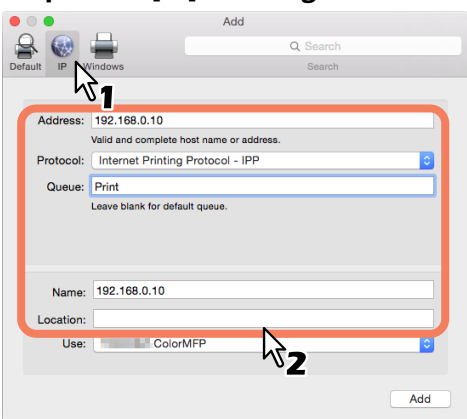 Add
Search
Default IP Windows Search
1
Address: 192.168.0.10
Valid and complete host name or address.
Protocol: Internet Printing Protocol - IPP
Queue: Print
Leave blank for default queue.
Name: 192.168.0.10
Location:
Use: ColorMFP
2
Add